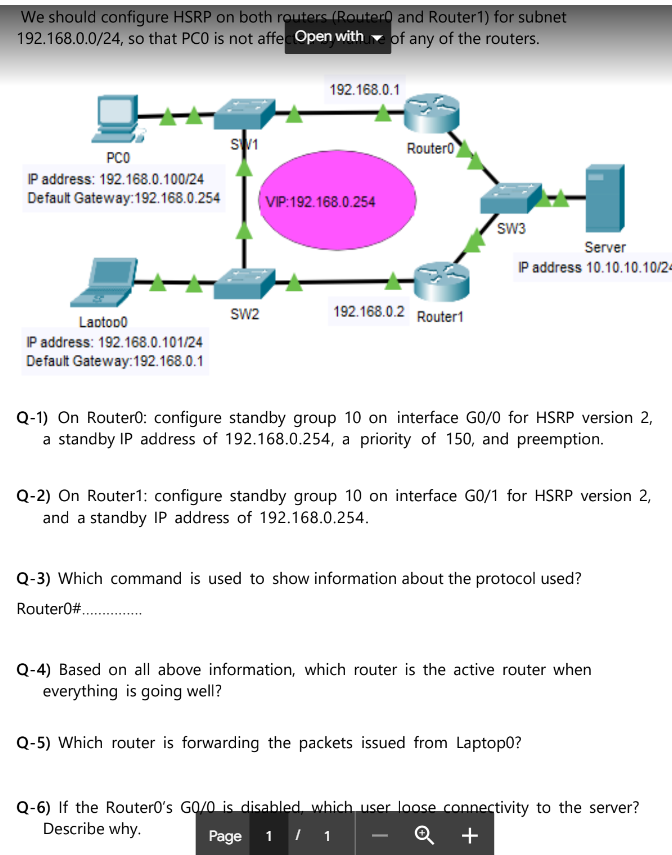 We should configure HSRP on both routers (Router0 and Router1) for subnet
192.168.0.0/24, so that PC0 is not affected by failure of any of the routers.
Open with
192.168.0.1
SW1
Router0
PC0
IP address: 192.168.0.100/24
Default Gateway:192.168.0.254
VIP:192.168.0.254
SW3
Server
IP address 10.10.10.10/24
SW2
192.168.0.2
Router1
Laptop0
IP address: 192.168.0.101/24
Default Gateway:192.168.0.1
Q-1) On Router0: configure standby group 10 on interface G0/0 for HSRP version 2,
a standby IP address of 192.168.0.254, a priority of 150, and preemption.
Q-2) On Router1: configure standby group 10 on interface G0/1 for HSRP version 2,
and a standby IP address of 192.168.0.254.
Q-3) Which command is used to show information about the protocol used?
Router0#...............
Q-4) Based on all above information, which router is the active router when
everything is going well?
Q-5) Which router is forwarding the packets issued from Laptop0?
Q-6) If the Router0's G0/0 is disabled, which user loose connectivity to the server?
Describe why.
Page 1 / 1